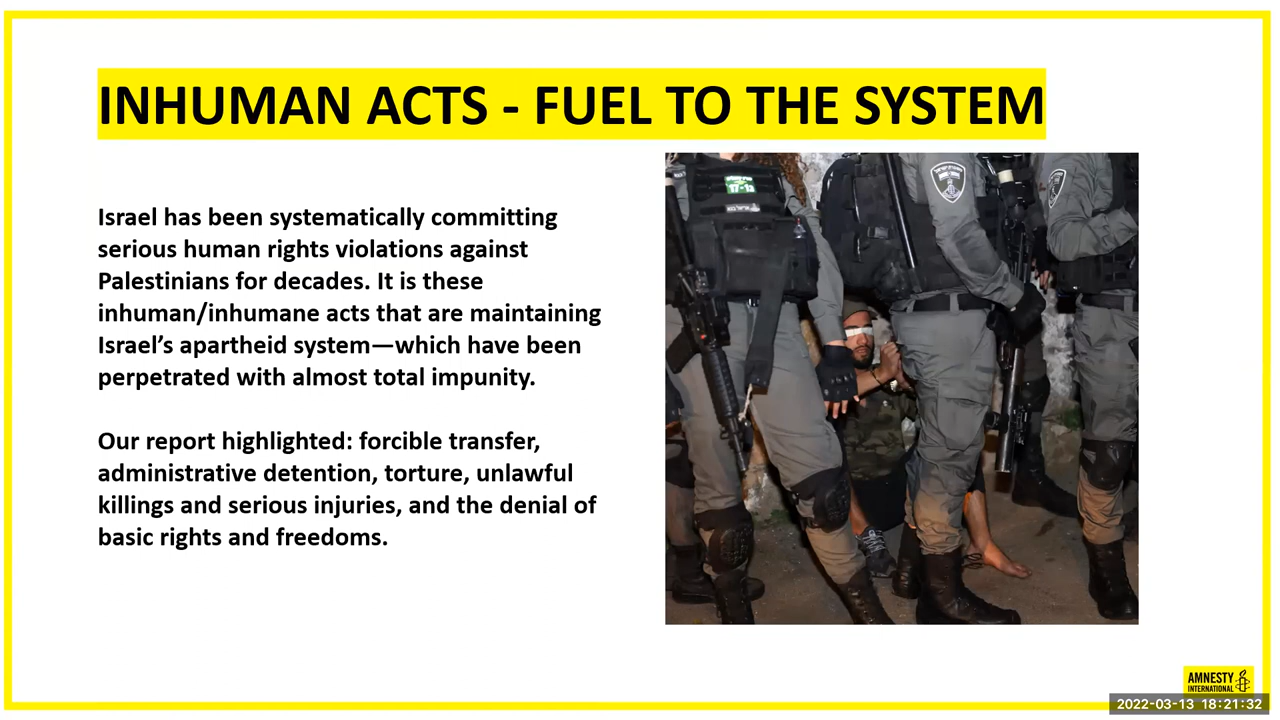 INHUMAN ACTS - FUEL TO THE SYSTEM
Israel has been systematically committing
serious human rights violations against
Palestinians for decades. It is these
inhuman/inhumane acts that are maintaining
Israel’s apartheid system—which have been
perpetrated with almost total impunity.
Our report highlighted: forcible transfer,
administrative detention, torture, unlawful
killings and serious injuries, and the denial of
basic rights and freedoms.
17-13
AMNESTY
INTERNATIONAL
2022-03-13 18:21:32